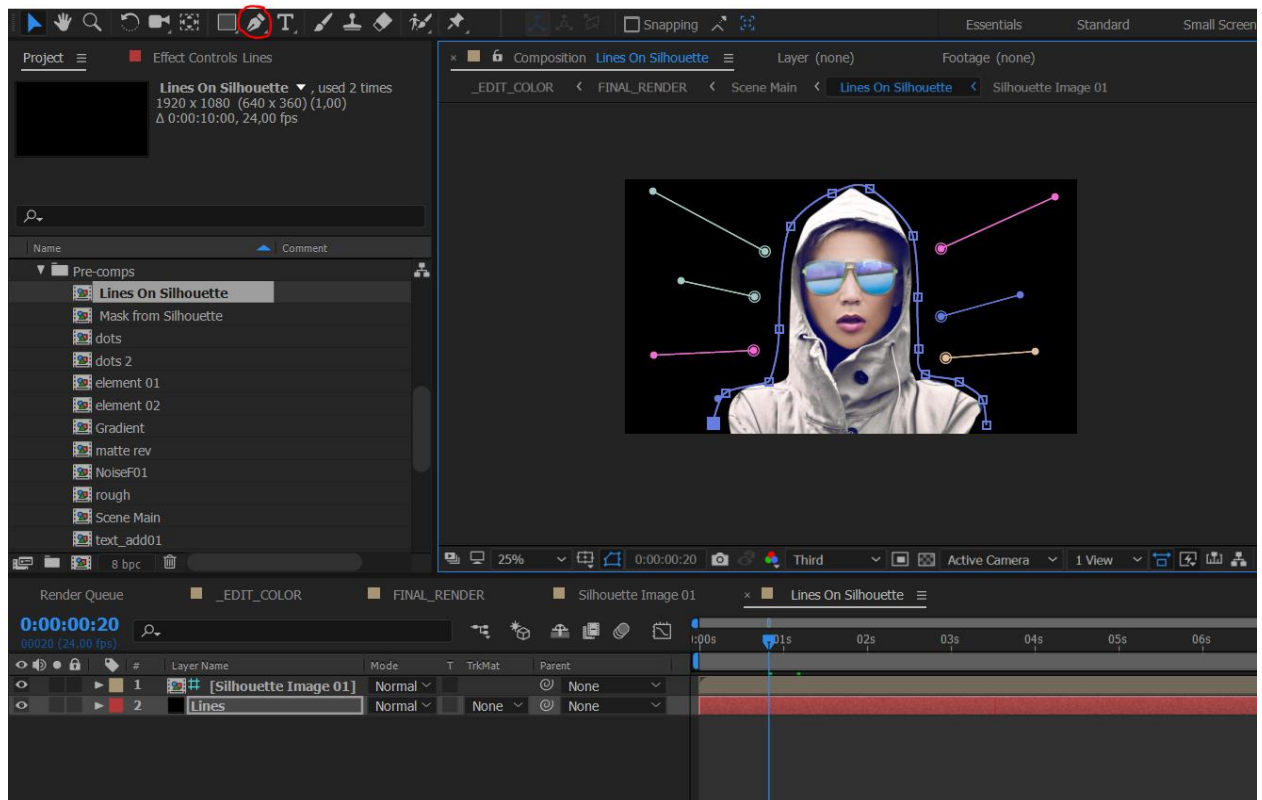 Snapping
Essentials
Standard
Small Screen
Project
Effect Controls Lines
Composition Lines On Silhouette
Layer (none)
Footage (none)
Lines On Silhouette ▼ , used 2 times
1920 x 1080 (640 x 360) (1,00)
Δ 0:00:10:00, 24,00 fps
_EDIT_COLOR
FINAL_RENDER
Scene Main
Lines On Silhouette
Silhouette Image 01
Name
Comment
Pre-comps
Lines On Silhouette
Mask from Silhouette
dots
dots 2
element 01
element 02
Gradient
matte rev
NoiseF01
rough
Scene Main
text_add01
8 bpc
25%
0:00:00:20
Third
Active Camera
1 View
Render Queue
_EDIT_COLOR
FINAL_RENDER
Silhouette Image 01
Lines On Silhouette
0:00:00:20
00020 (24.00 fps)
):00s
01s
02s
03s
04s
05s
06s
#
Layer Name
Mode
T
TrkMat
Parent
1
[Silhouette Image 01]
Normal
None
2
Lines
Normal
None
None